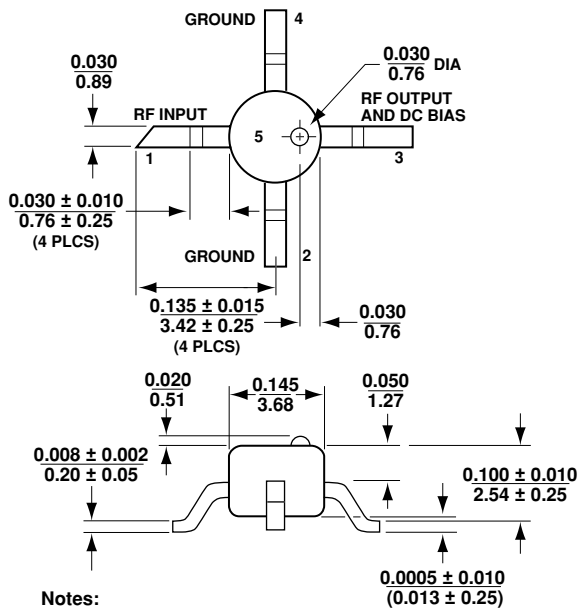 GROUND
4
0.030
0.89
0.030
0.76
DIA
RF INPUT
RF OUTPUT
AND DC BIAS
5
1
3
0.030 ± 0.010
0.76 ± 0.25
(4 PLCS)
GROUND
2
0.135 ± 0.015
3.42 ± 0.25
(4 PLCS)
0.030
0.76
0.020
0.51
0.145
3.68
0.050
1.27
0.008 ± 0.002
0.20 ± 0.05
0.100 ± 0.010
2.54 ± 0.25
0.0005 ± 0.010
(0.013 ± 0.25)
Notes: